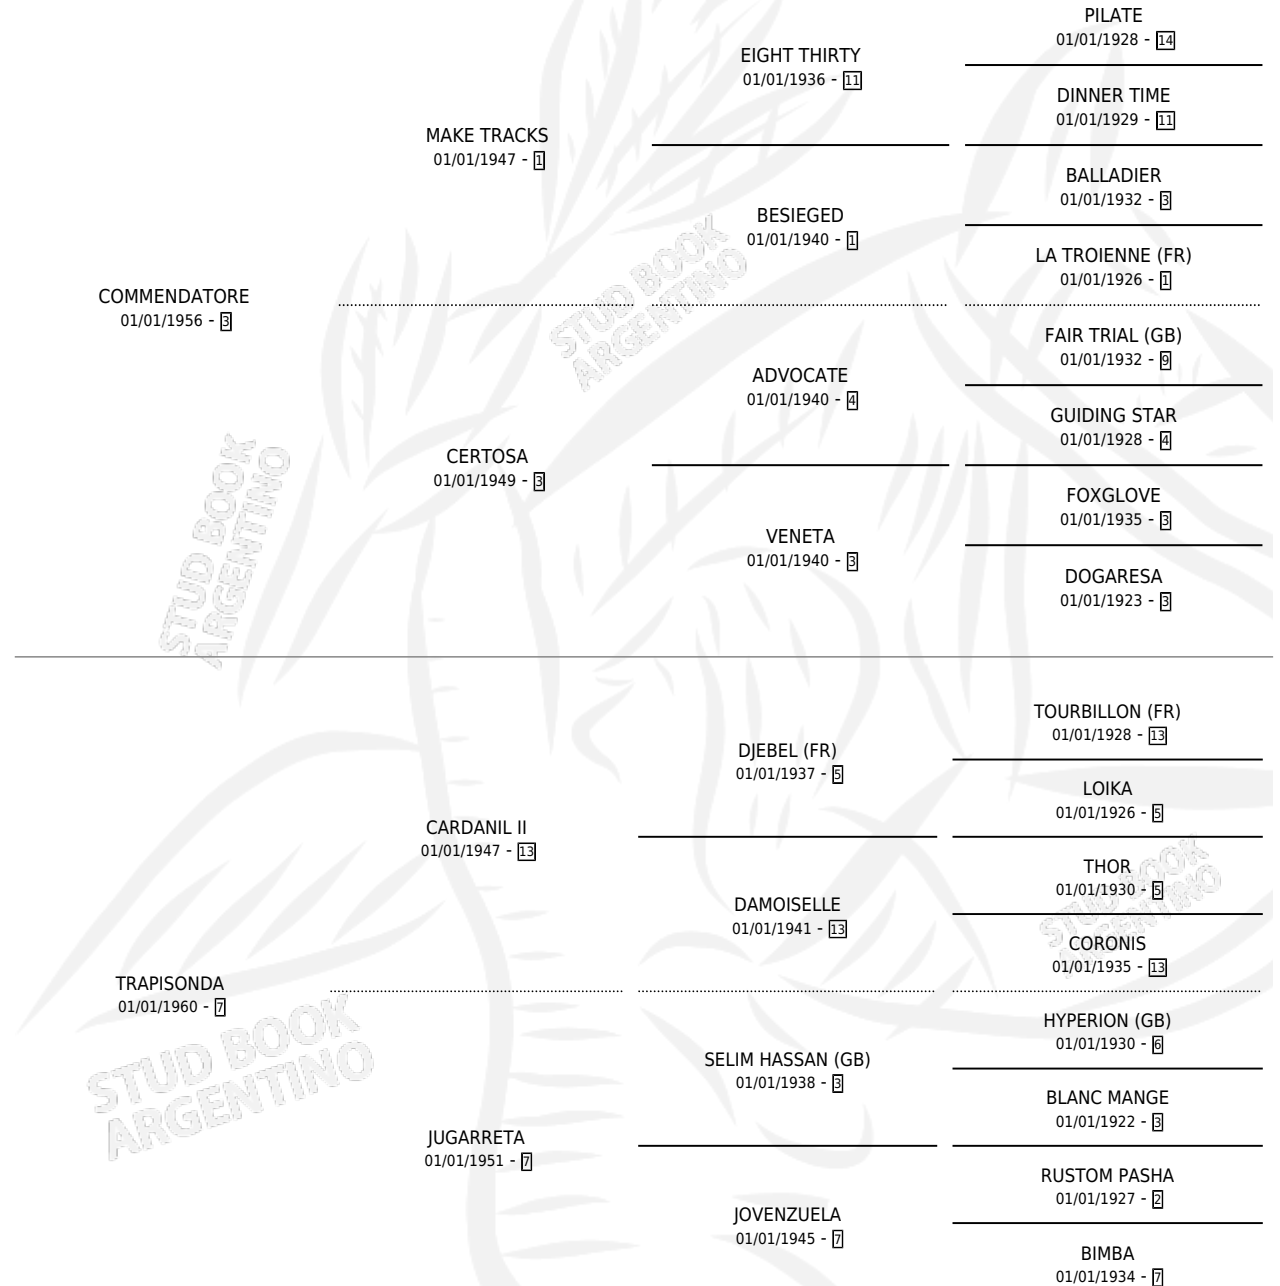 PILATE
01/01/1928 - 14
EIGHT THIRTY
01/01/1936 - 11
DINNER TIME
01/01/1929 - 11
MAKE TRACKS
01/01/1947 - 1
BALLADIER
01/01/1932 - 3
BESIEGED
01/01/1940 - 1
LA TROIENNE (FR)
01/01/1926 - 1
COMMENDATORE
01/01/1956 - 3
STUD BOOK
ARGENTINO
FAIR TRIAL (GB)
01/01/1932 - 9
ADVOCATE
01/01/1940 - 4
GUIDING STAR
01/01/1928 - 4
CERTOSA
01/01/1949 - 3
FOXGLOVE
01/01/1935 - 3
VENETA
01/01/1940 - 3
DOGARESA
01/01/1923 - 3
STUD BOOK
ARGENTINO
TOURBILLON (FR)
01/01/1928 - 13
DJEBEL (FR)
01/01/1937 - 5
LOIKA
01/01/1926 - 5
CARDANIL II
01/01/1947 - 13
THOR
01/01/1930 - 5
DAMOISELLE
01/01/1941 - 13
STUD BOOK
ARGENTINO
CORONIS
01/01/1935 - 13
TRAPISONDA
01/01/1960 - 7
HYPERION (GB)
01/01/1930 - 6
SELIM HASSAN (GB)
01/01/1938 - 3
BLANC MANGE
01/01/1922 - 3
STUD BOOK
ARGENTINO
JUGARRETA
01/01/1951 - 7
RUSTOM PASHA
01/01/1927 - 2
JOVENZUELA
01/01/1945 - 7
BIMBA
01/01/1934 - 7